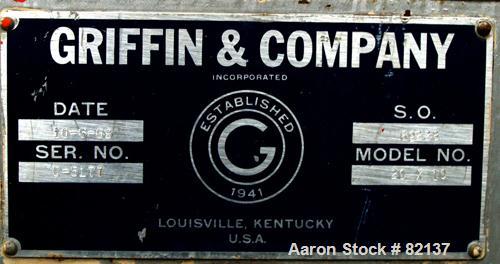 GRIFFIN & COMPANY
INCORPORATED
DATE
S.O.
SER. NO.
MODEL NO.
ESTABLISHED
G
1941
LOUISVILLE, KENTUCKY
U.S.A.
Aaron Stock # 82137